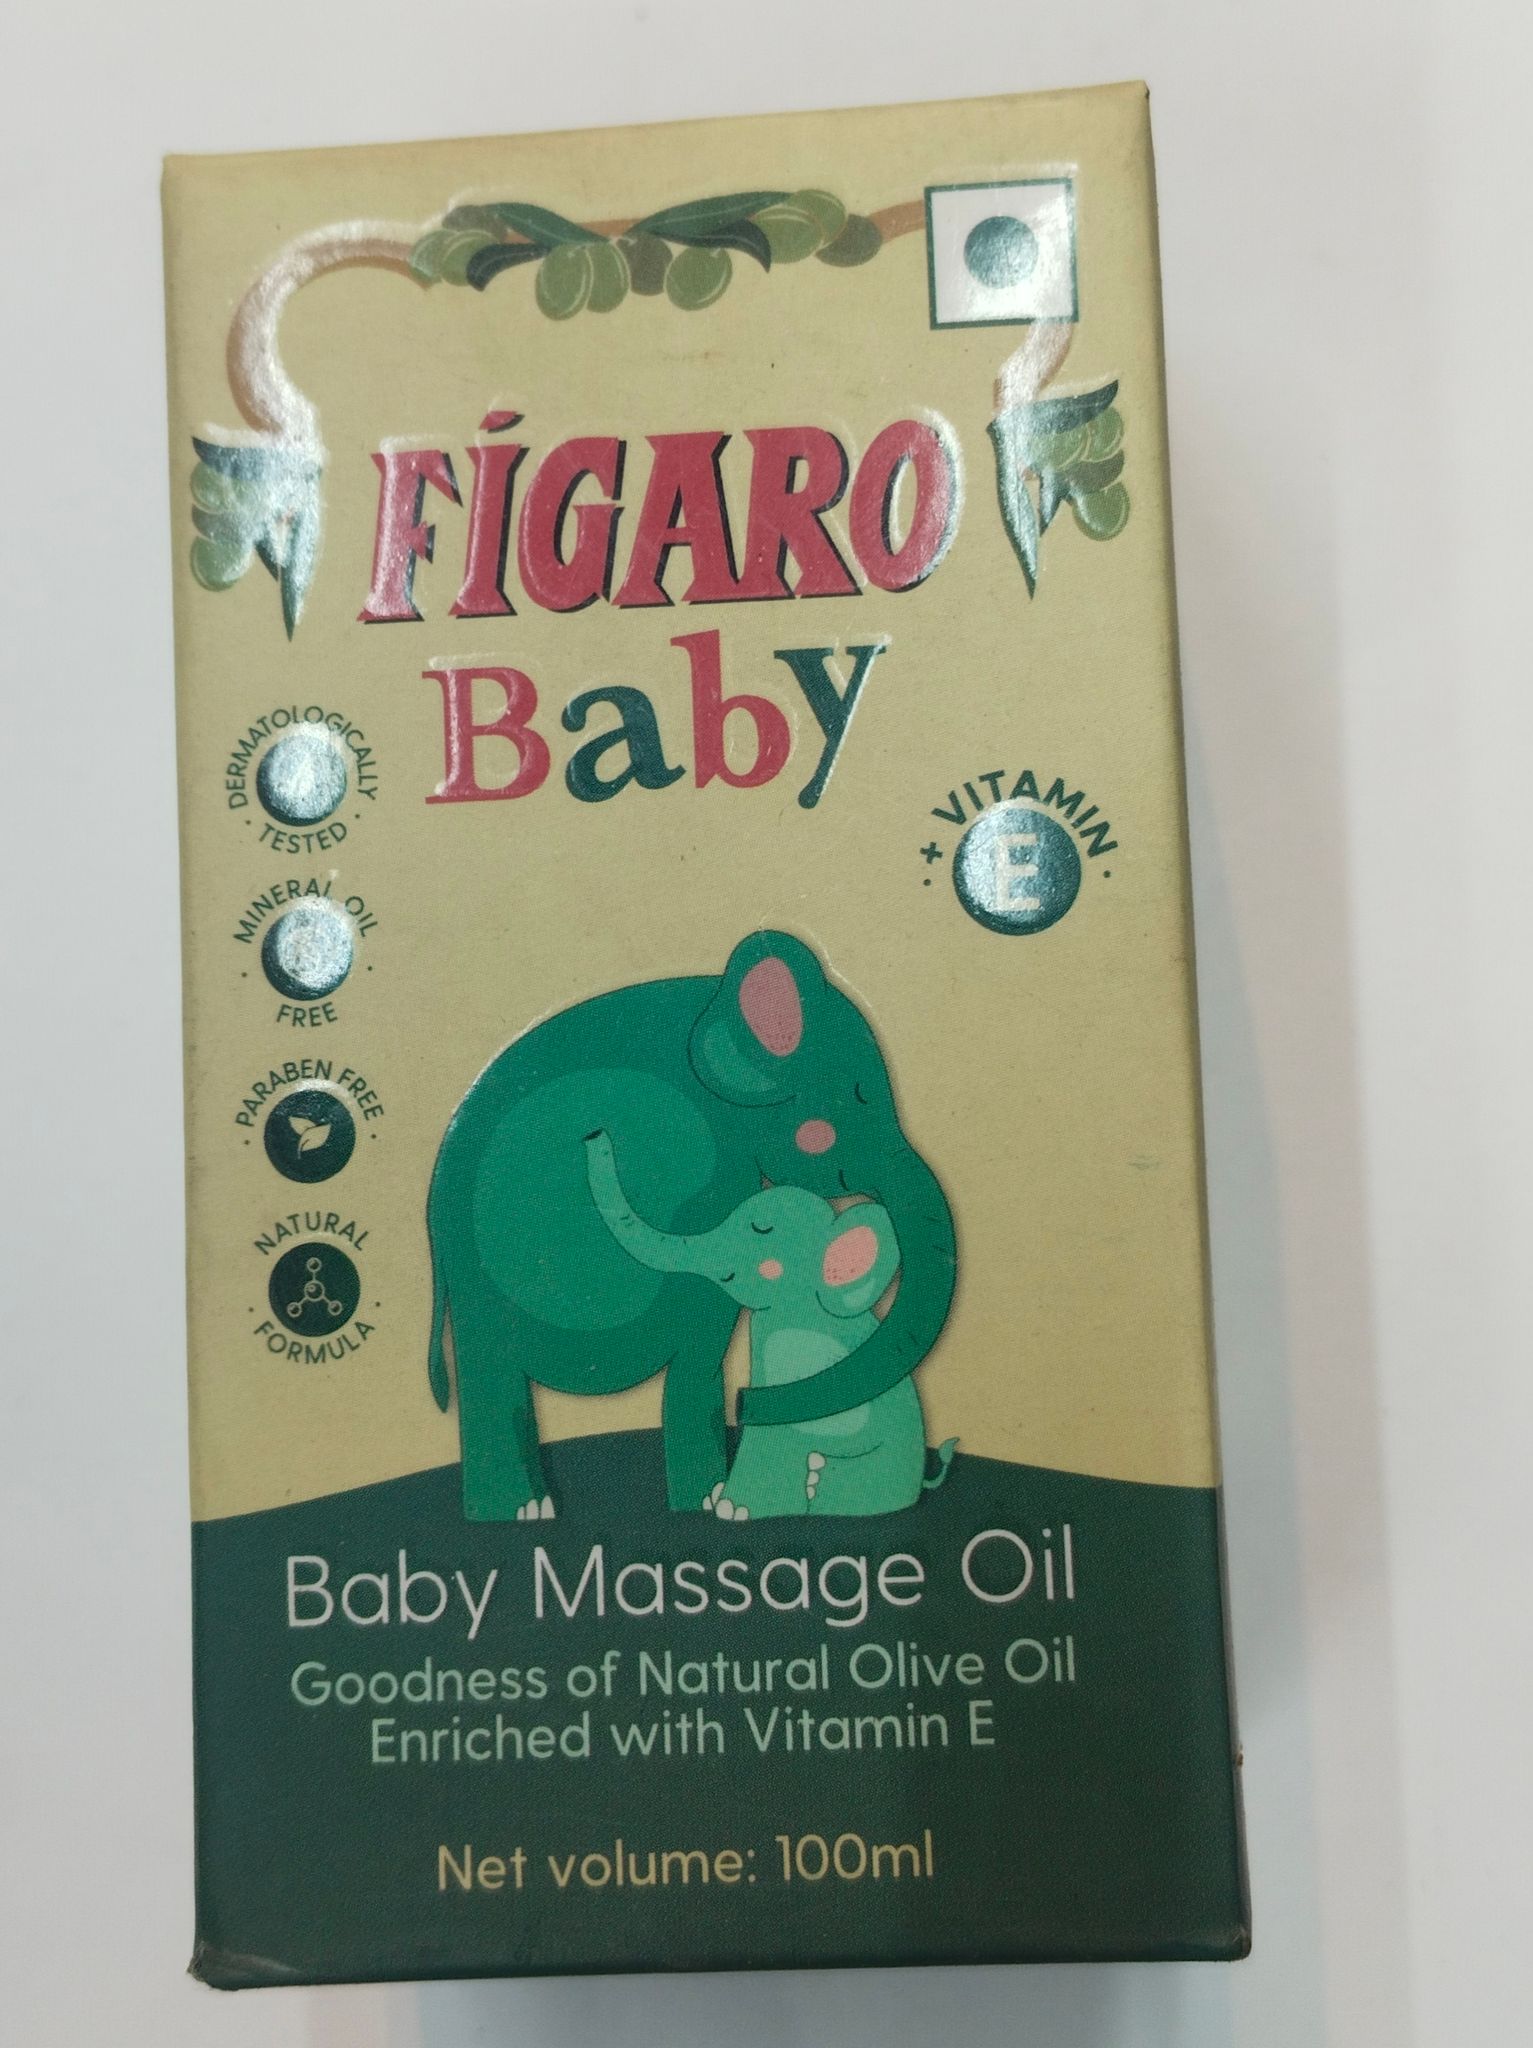 FÍGARO
Baby
DERMATOLOGICALLY
TESTED
+ VITAMIN
E
MINERAL OIL
FREE
PARABEN FREE
NATURAL
FORMULA
Baby Massage Oil
Goodness of Natural Olive Oil
Enriched with Vitamin E
Net volume: 100ml